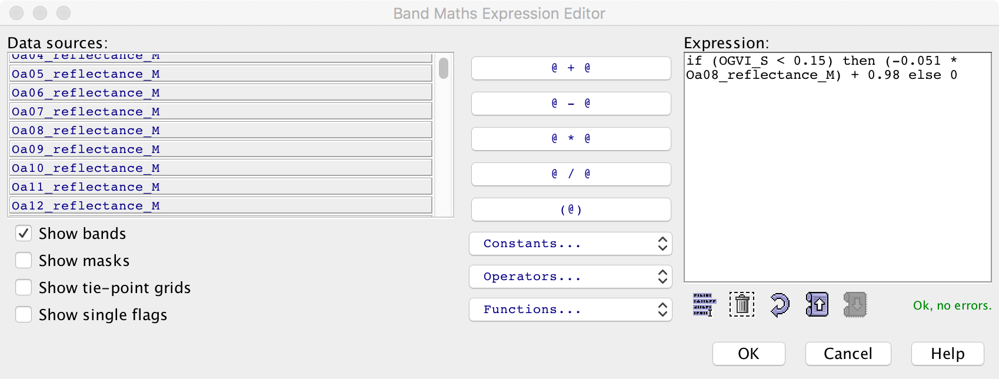 Band Maths Expression Editor
Data sources:
Oa04_reflectance_M
Oa05_reflectance_M
Oa06_reflectance_M
Oa07_reflectance_M
Oa08_reflectance_M
Oa09_reflectance_M
Oa10_reflectance_M
Oa11_reflectance_M
Oa12_reflectance_M
Show bands
Show masks
Show tie-point grids
Show single flags
@ + @
@ - @
@ * @
@ / @
(@)
Constants...
Operators...
Functions...
Expression:
if (OGVI_S < 0.15) then (-0.051 *
Oa08_reflectance_M) + 0.98 else 0
Ok, no errors.
OK
Cancel
Help